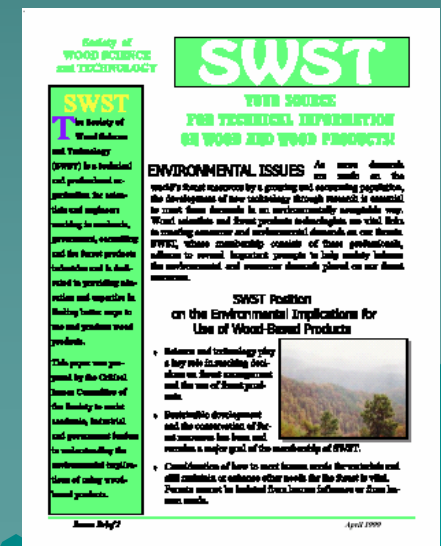 Society of
WOOD SCIENCE
and TECHNOLOGY
SWST
YOUR SOURCE
FOR TECHNICAL INFORMATION
ON WOOD AND WOOD PRODUCTS!
SWST
The Society of
Wood Science
and Technology
(SWST) is a technical
and professional or-
ganization for scien-
tists and engineers
working in academia,
government, consulting
and the forest products
industries and is dedi-
cated to providing edu-
cation and expertise in
finding better ways to
use and produce wood
products.
This paper was pre-
pared by the Critical
Issues Committee of
the Society to assist
academic, industrial
and government leaders
in understanding the
environmental implica-
tions of using wood-
based products.
ENVIRONMENTAL ISSUES As more demands
are made on the
world's forest resources by a growing and consuming population,
the development of new technology through research is essential
to meet these demands in an environmentally acceptable way.
Wood scientists and forest products technologists are vital links
in meeting consumer and environmental demands on our forests.
SWST, whose membership consists of these professionals,
adheres to several important precepts to help society balance
the environmental and consumer demands placed on our forest
resources.
SWST Position
on the Environmental Implications for
Use of Wood-Based Products
Science and technology play
a key role in reaching deci-
sions on forest management
and the use of forest prod-
ucts.
Sustainable development
and the conservation of for-
est resources has been and
remains a major goal of the membership of SWST.
Consideration of how to meet human needs for materials and
still maintain or enhance other needs for the forest is vital.
Forests cannot be isolated from human influence or from hu-
man needs.
Issues Brief 1
April 1999